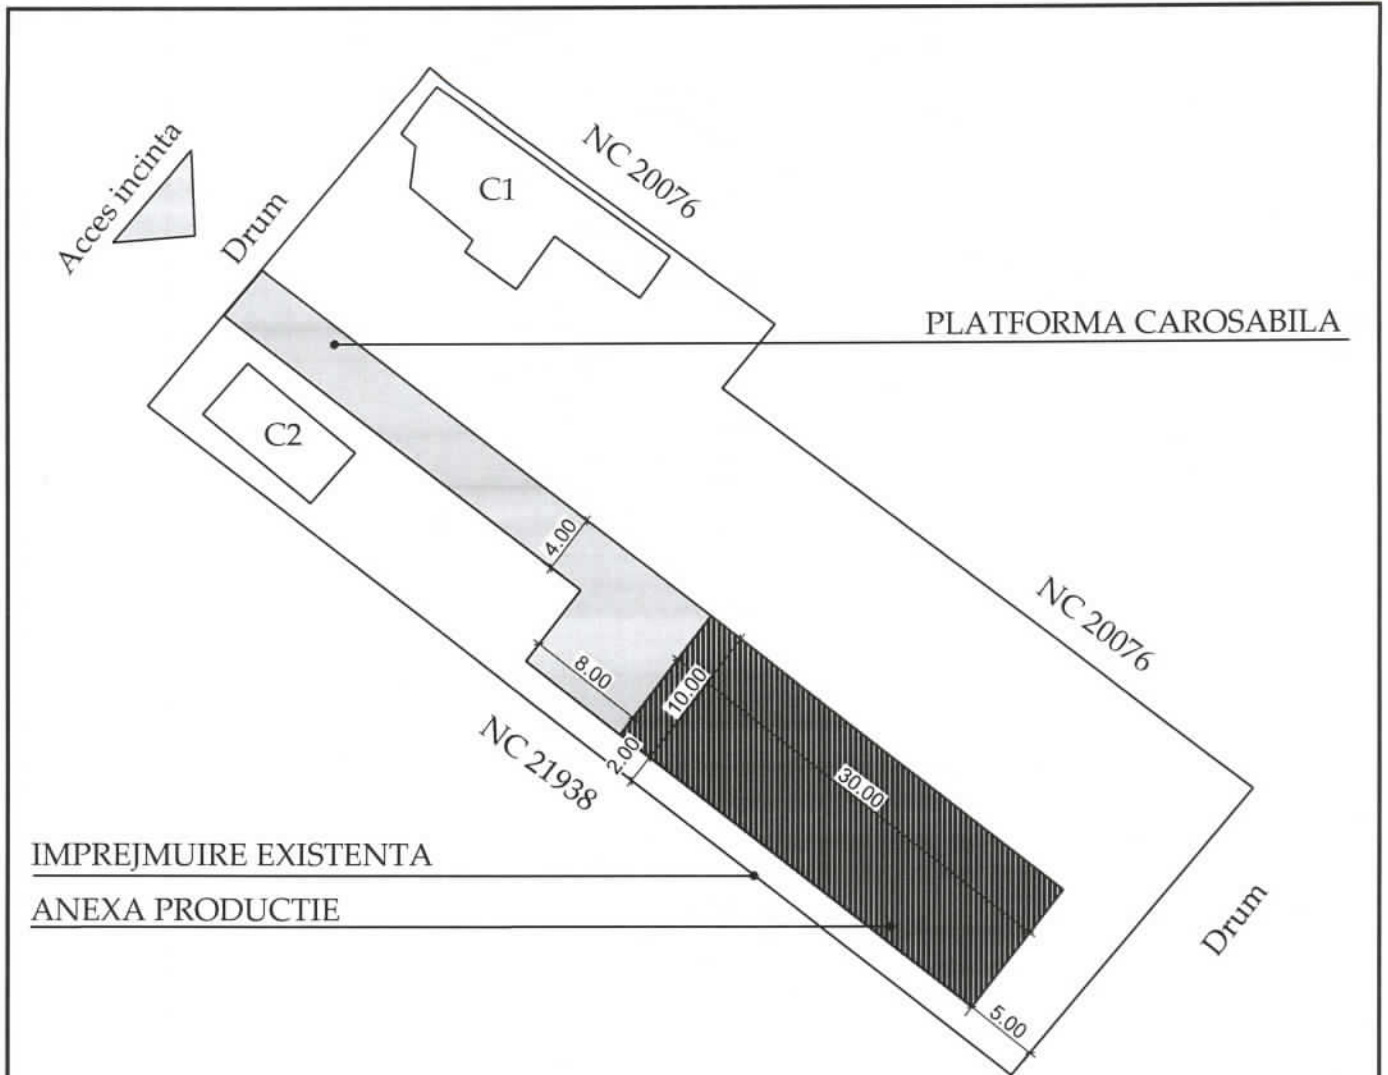 NC 20076
Acces incinta
C1
Drum
PLATFORMA CAROSABILA
C2
4.00
NC 20076
8.00
10.00
NC 21938
2.00
30.00
IMPREJMUIRE EXISTENTA
ANEXA PRODUCTIE
Drum
5.00